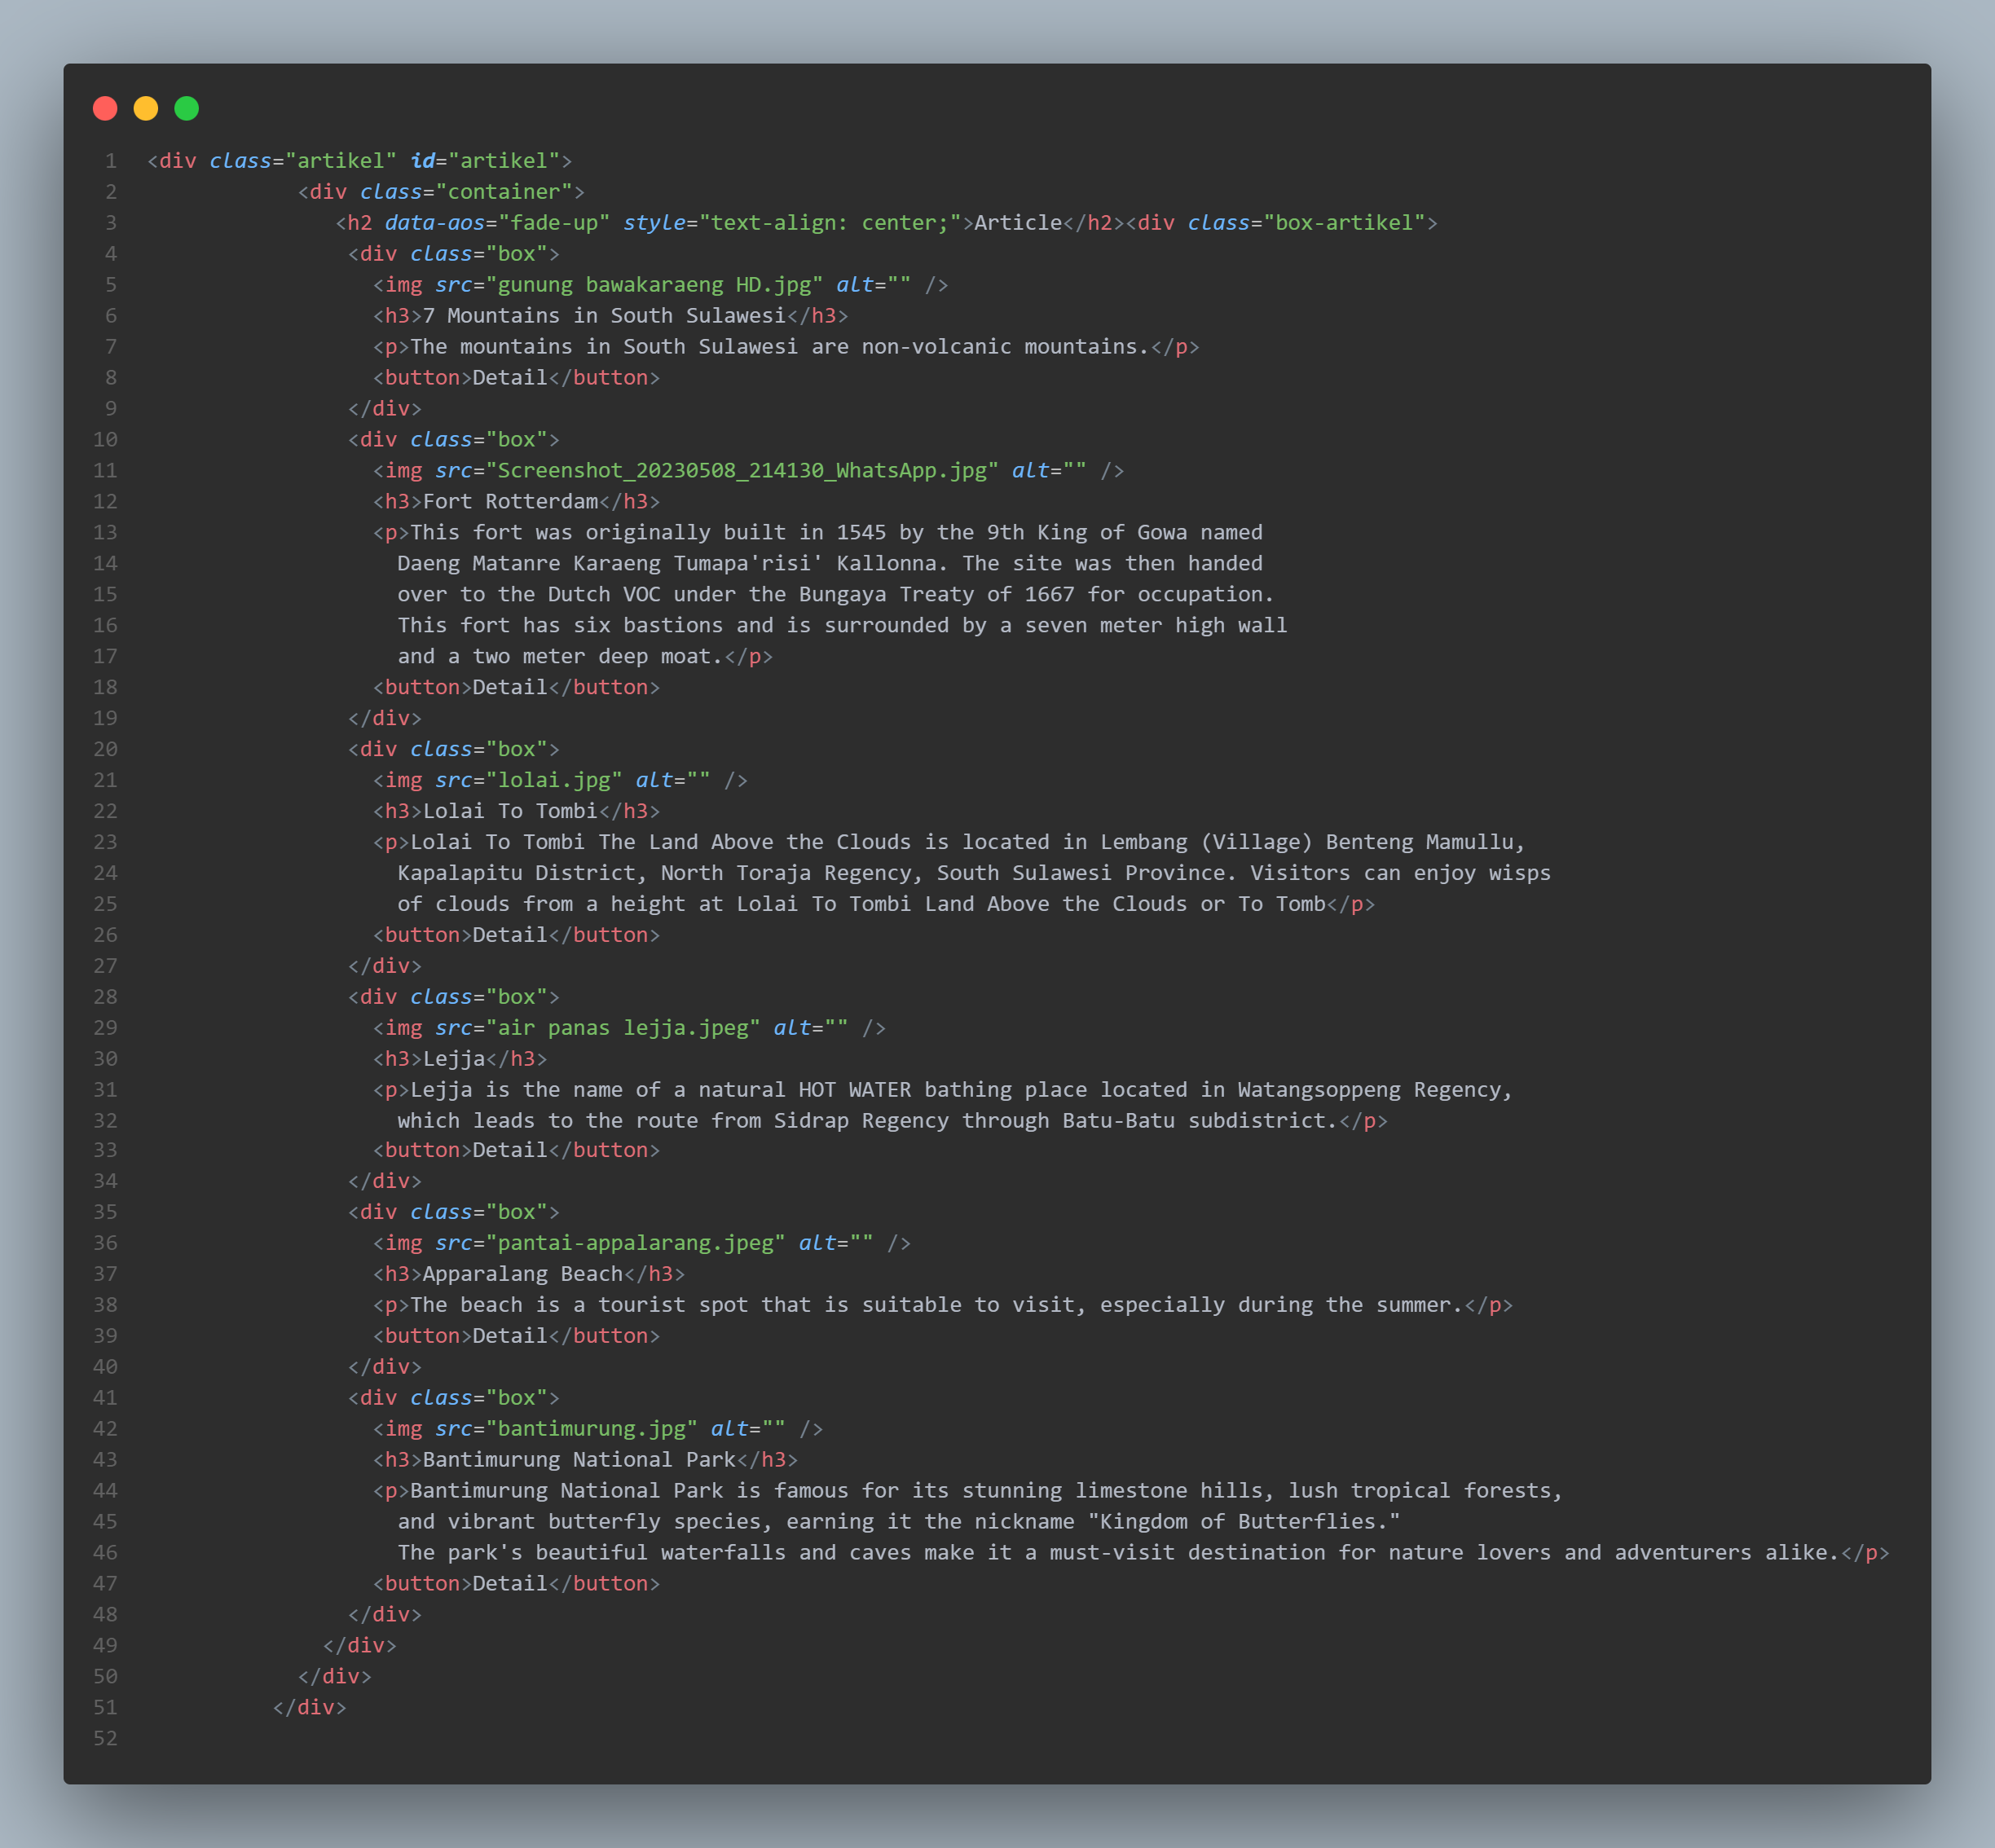 1 <div class="artikel" id="artikel">
2 <div class="container">
3 <h2 data-aos="fade-up" style="text-align: center;">Article</h2><div class="box-artikel">
4 <div class="box">
5 <img src="gunung bawakaraeng HD.jpg" alt="" />
6 <h3>7 Mountains in South Sulawesi</h3>
7 <p>The mountains in South Sulawesi are non-volcanic mountains.</p>
8 <button>Detail</button>
9 </div>
10 <div class="box">
11 <img src="Screenshot_20230508_214130_WhatsApp.jpg" alt="" />
12 <h3>Fort Rotterdam</h3>
13 <p>This fort was originally built in 1545 by the 9th King of Gowa named
14 Daeng Matanre Karaeng Tumapa'risi' Kallonna. The site was then handed
15 over to the Dutch VOC under the Bungaya Treaty of 1667 for occupation.
16 This fort has six bastions and is surrounded by a seven meter high wall
17 and a two meter deep moat.</p>
18 <button>Detail</button>
19 </div>
20 <div class="box">
21 <img src="lolai.jpg" alt="" />
22 <h3>Lolai To Tombi</h3>
23 <p>Lolai To Tombi The Land Above the Clouds is located in Lembang (Village) Benteng Mamullu,
24 Kapalapitu District, North Toraja Regency, South Sulawesi Province. Visitors can enjoy wisps
25 of clouds from a height at Lolai To Tombi Land Above the Clouds or To Tomb</p>
26 <button>Detail</button>
27 </div>
28 <div class="box">
29 <img src="air panas lejja.jpeg" alt="" />
30 <h3>Lejja</h3>
31 <p>Lejja is the name of a natural HOT WATER bathing place located in Watangsoppeng Regency,
32 which leads to the route from Sidrap Regency through Batu-Batu subdistrict.</p>
33 <button>Detail</button>
34 </div>
35 <div class="box">
36 <img src="pantai-appalarang.jpeg" alt="" />
37 <h3>Apparalang Beach</h3>
38 <p>The beach is a tourist spot that is suitable to visit, especially during the summer.</p>
39 <button>Detail</button>
40 </div>
41 <div class="box">
42 <img src="bantimurung.jpg" alt="" />
43 <h3>Bantimurung National Park</h3>
44 <p>Bantimurung National Park is famous for its stunning limestone hills, lush tropical forests,
45 and vibrant butterfly species, earning it the nickname "Kingdom of Butterflies."
46 The park's beautiful waterfalls and caves make it a must-visit destination for nature lovers and adventurers alike.</p>
47 <button>Detail</button>
48 </div>
49 </div>
50 </div>
51 </div>
52